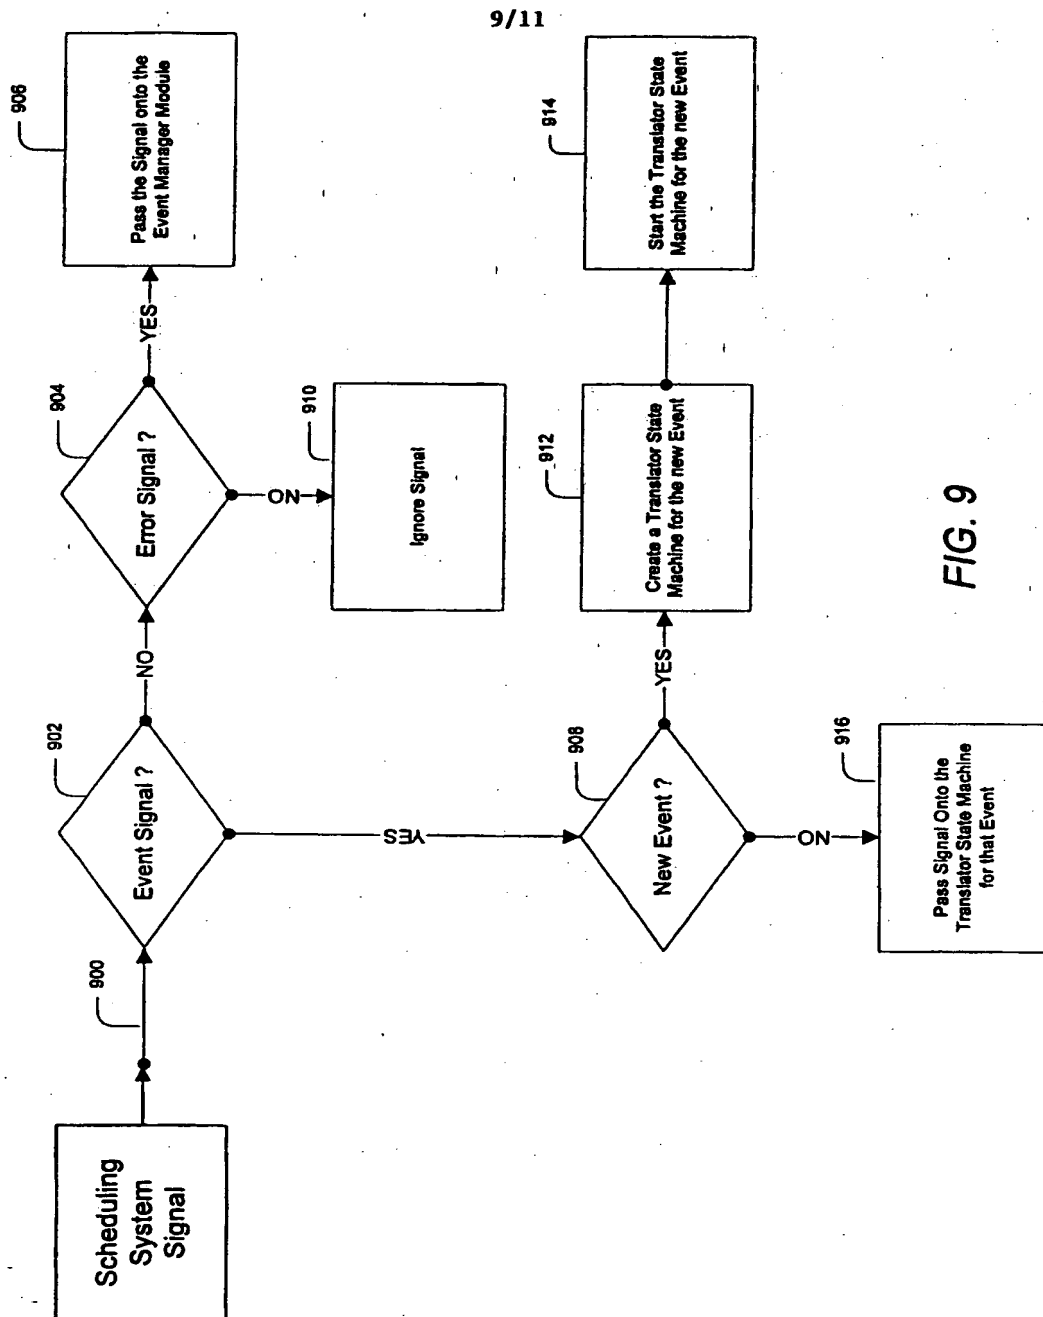 9/11
906
Pass the Signal onto the
Event Manager Module
YES
904
Error Signal ?
NO
910
Ignore Signal
NO
902
Event Signal ?
YES
900
Scheduling
System
Signal
914
Start the Translator State
Machine for the new Event
912
Create a Translator State
Machine for the new Event
YES
908
New Event ?
NO
916
Pass Signal Onto the
Translator State Machine
for that Event
FIG. 9